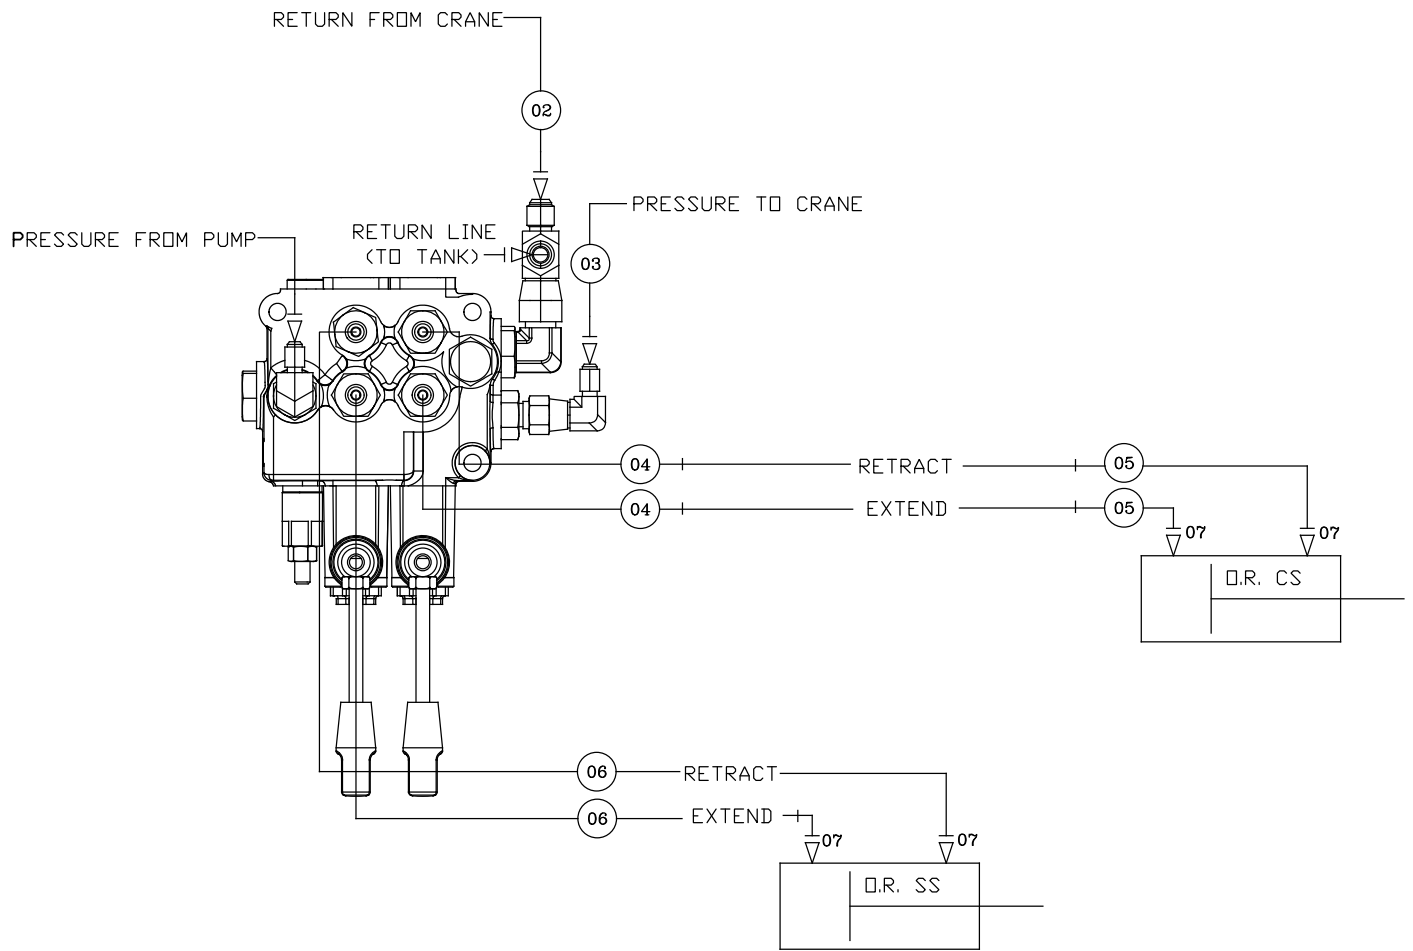 RETURN FROM CRANE
02
PRESSURE TO CRANE
RETURN LINE
(TO TANK)
PRESSURE FROM PUMP
03
04
RETRACT
05
04
EXTEND
05
07
07
O.R. CS
06
RETRACT
06
EXTEND
07
07
O.R. SS